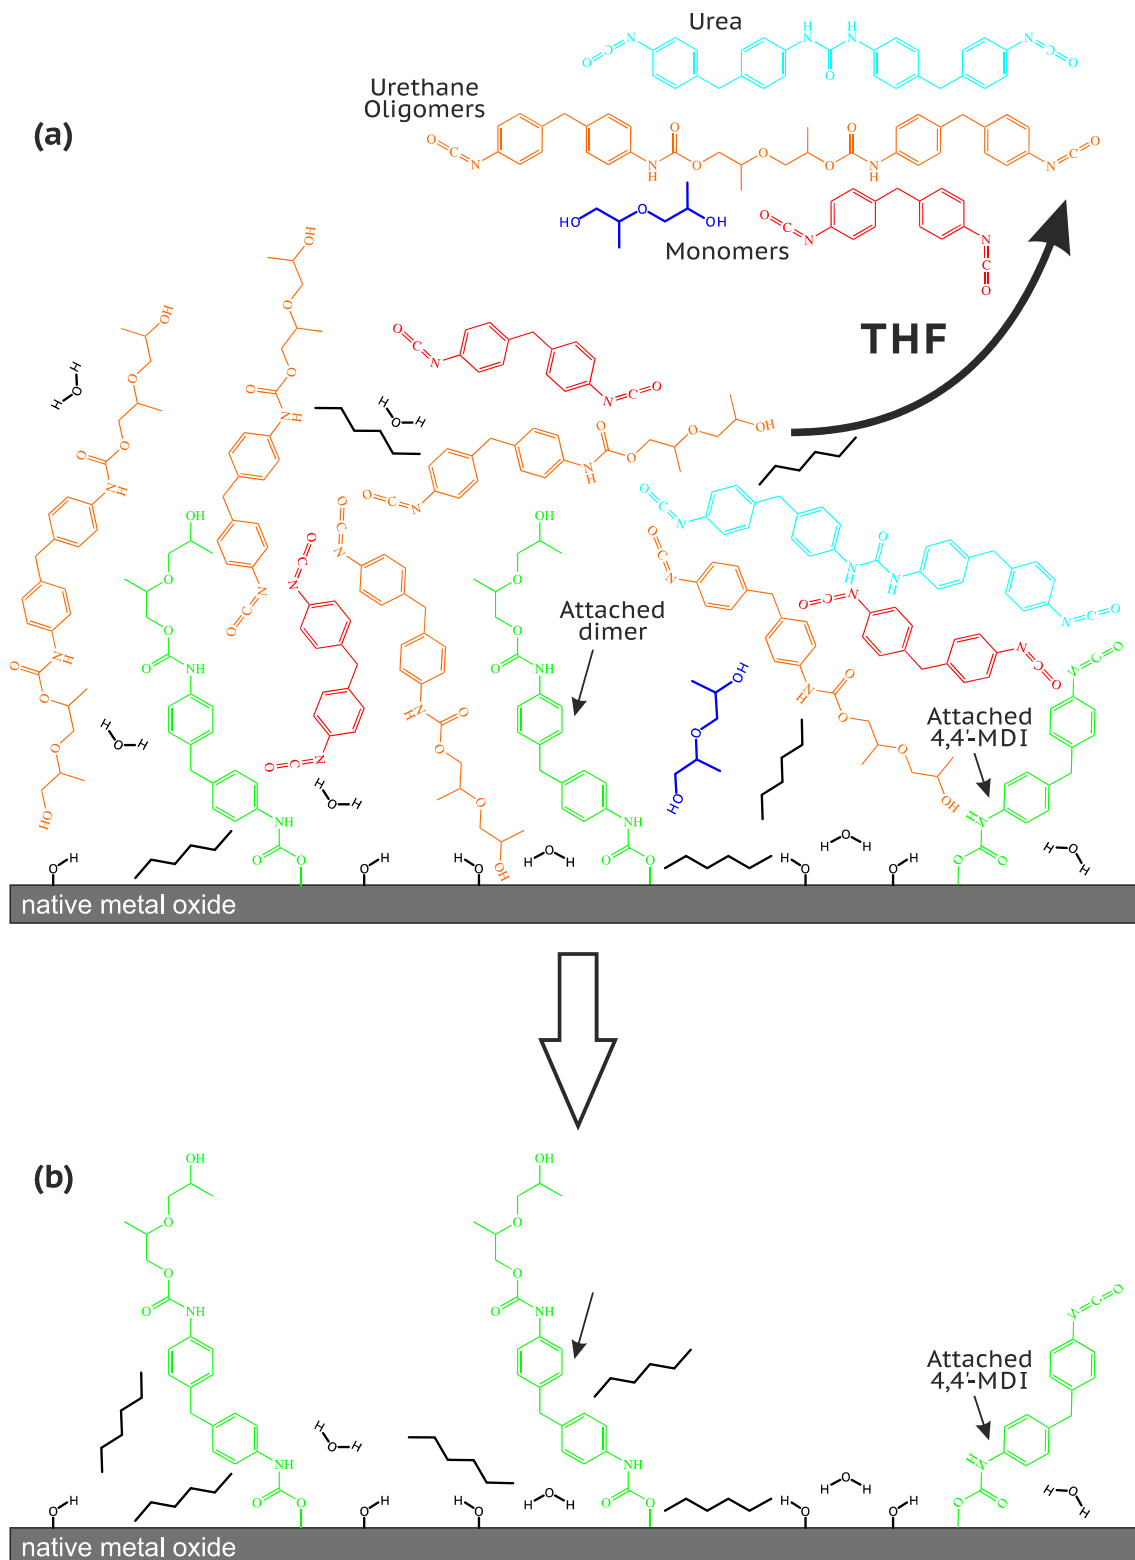 Urea
Urethane
Oligomers
(a)
Monomers
THF
Attached
dimer
Attached
4,4'-MDI
native metal oxide
(b)
Attached
4,4'-MDI
native metal oxide